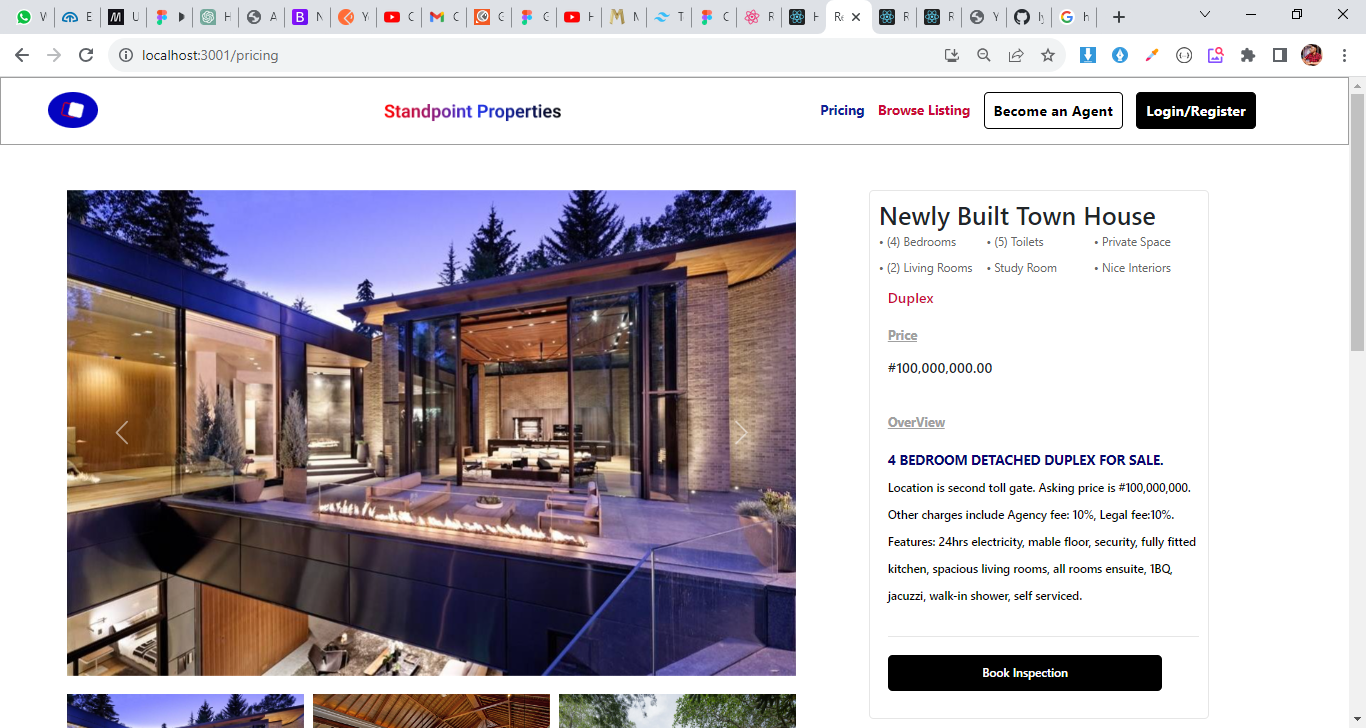 W
E
U
H
A
N
Y
C
C
C
C
H
M
T
C
R
H
Re
R
R
Y
ly
h
localhost:3001/pricing
Standpoint Properties
Pricing
Browse Listing
Become an Agent
Login/Register
Newly Built Town House
• (4) Bedrooms • (5) Toilets • Private Space
• (2) Living Rooms • Study Room • Nice Interiors
Duplex
Price
#100,000,000.00
OverView
4 BEDROOM DETACHED DUPLEX FOR SALE.
Location is second toll gate. Asking price is #100,000,000.
Other charges include Agency fee: 10%, Legal fee:10%.
Features: 24hrs electricity, mable floor, security, fully fitted
kitchen, spacious living rooms, all rooms ensuite, 1BQ,
jacuzzi, walk-in shower, self serviced.
Book Inspection